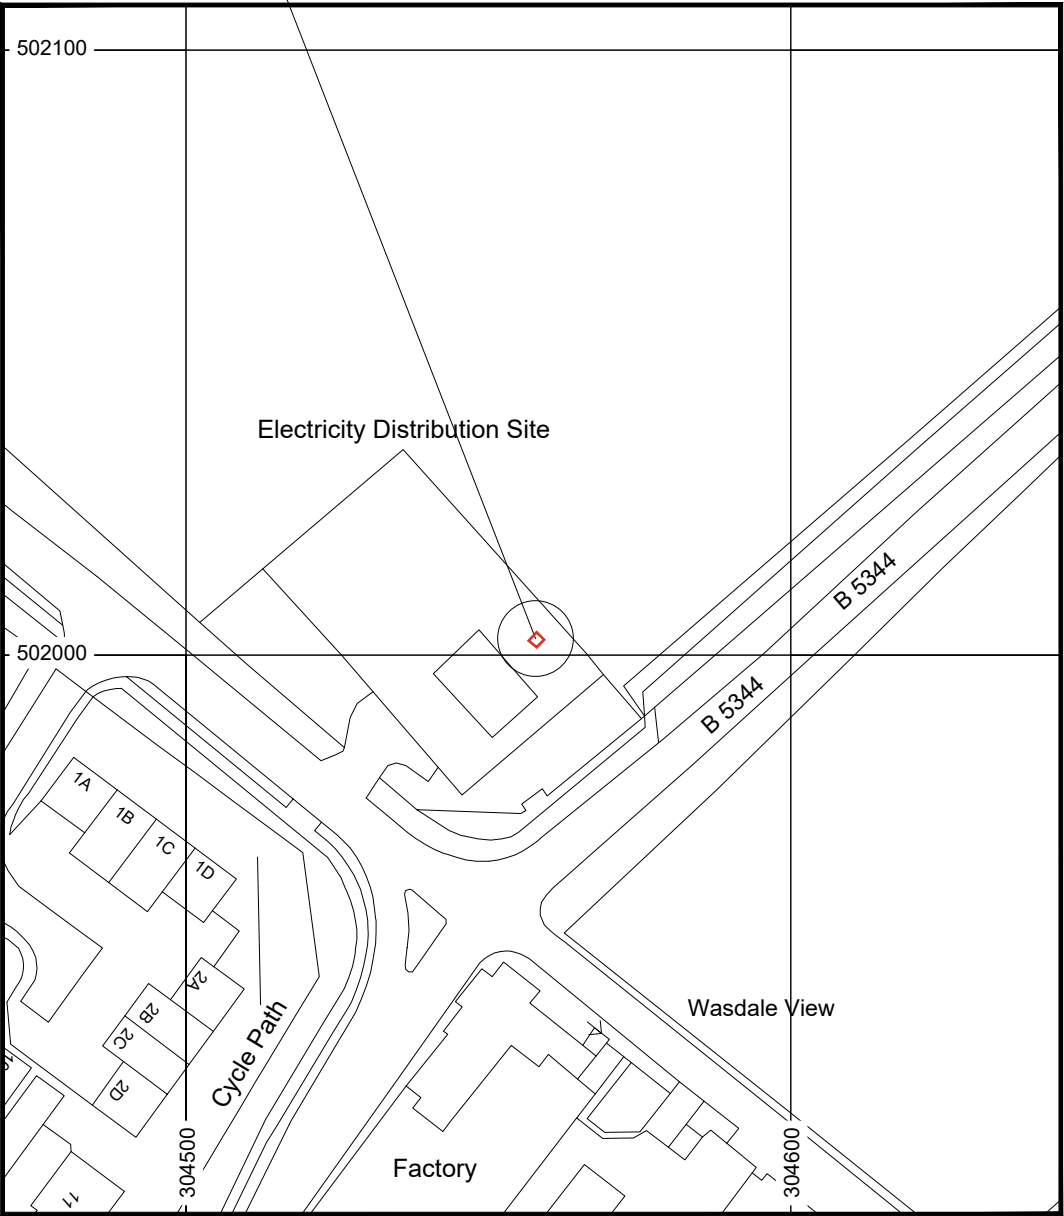 502100
Electricity Distribution Site
B 5344
502000
B 5344
1A
1B
1C
1D
2A
2B
2C
2D
Cycle Path
Wasdale View
304500
304600
Factory
11